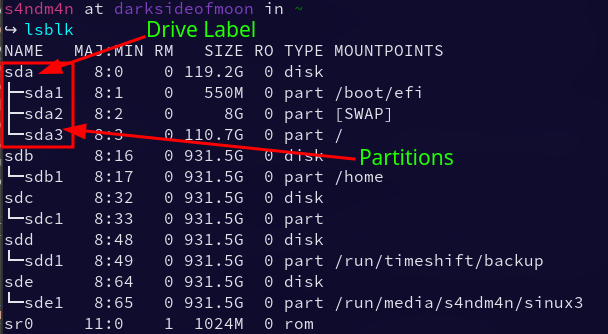 s4ndm4n at darksideofmoon in ~
↪ lsblk
Drive Label
NAME MAJ:MIN RM SIZE RO TYPE MOUNTPOINTS
sda 8:0 0 119.2G 0 disk
├─sda1 8:1 0 550M 0 part /boot/efi
├─sda2 8:2 0 8G 0 part [SWAP]
└─sda3 8:3 0 110.7G 0 part /
sdb 8:16 0 931.5G 0 disk
Partitions
└─sdb1 8:17 0 931.5G 0 part /home
sdc 8:32 0 931.5G 0 disk
└─sdc1 8:33 0 931.5G 0 part
sdd 8:48 0 931.5G 0 disk
└─sdd1 8:49 0 931.5G 0 part /run/timeshift/backup
sde 8:64 0 931.5G 0 disk
└─sde1 8:65 0 931.5G 0 part /run/media/s4ndm4n/sinux3
sr0 11:0 1 1024M 0 rom